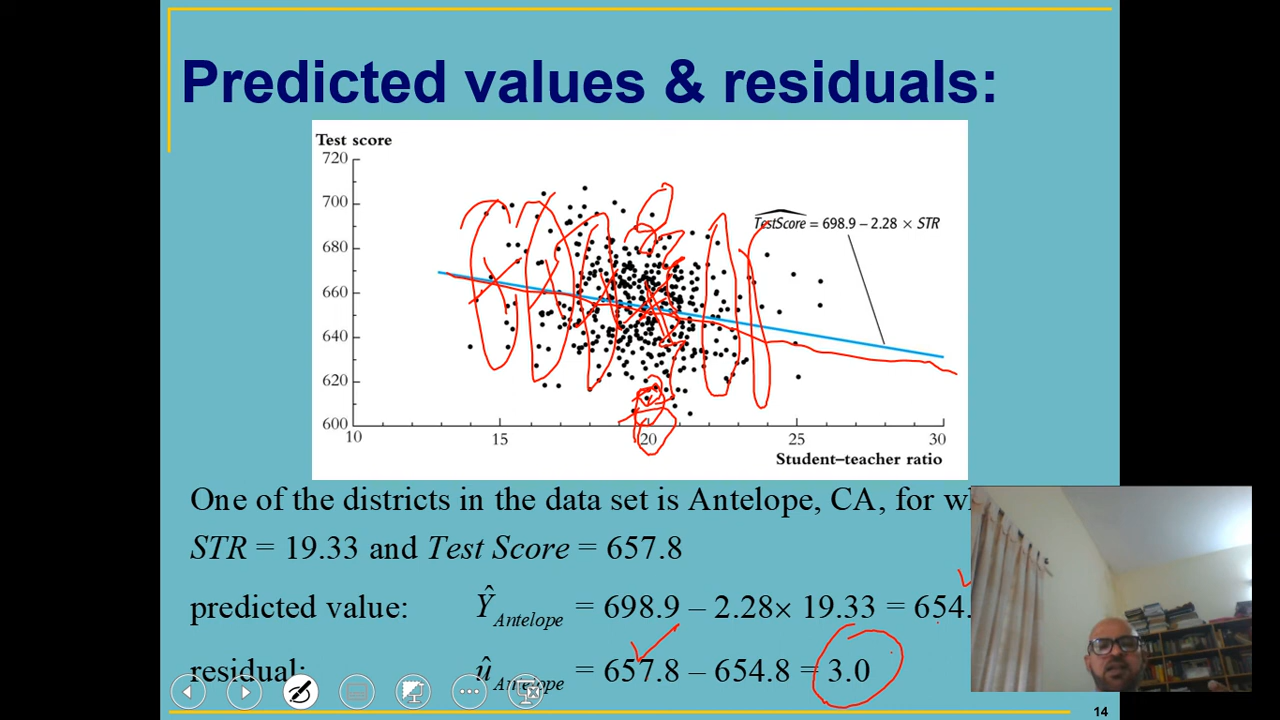 Predicted values & residuals:
Test score
720
700
TestScore = 698.9 – 2.28 × STR
680
660
640
620
600
10 15 20 25 30
Student–teacher ratio
One of the districts in the data set is Antelope, CA, for
STR = 19.33 and Test Score = 657.8
predicted value: ŶAntelope = 698.9 – 2.28× 19.33 = 654.
residual: ûAntelope = 657.8 – 654.8 = 3.0
14